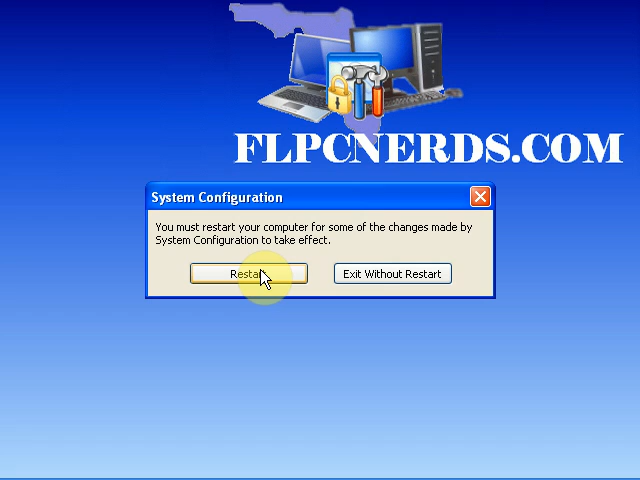 FLPCNERDS.COM
System Configuration
You must restart your computer for some of the changes made by
System Configuration to take effect.
Restart Exit Without Restart